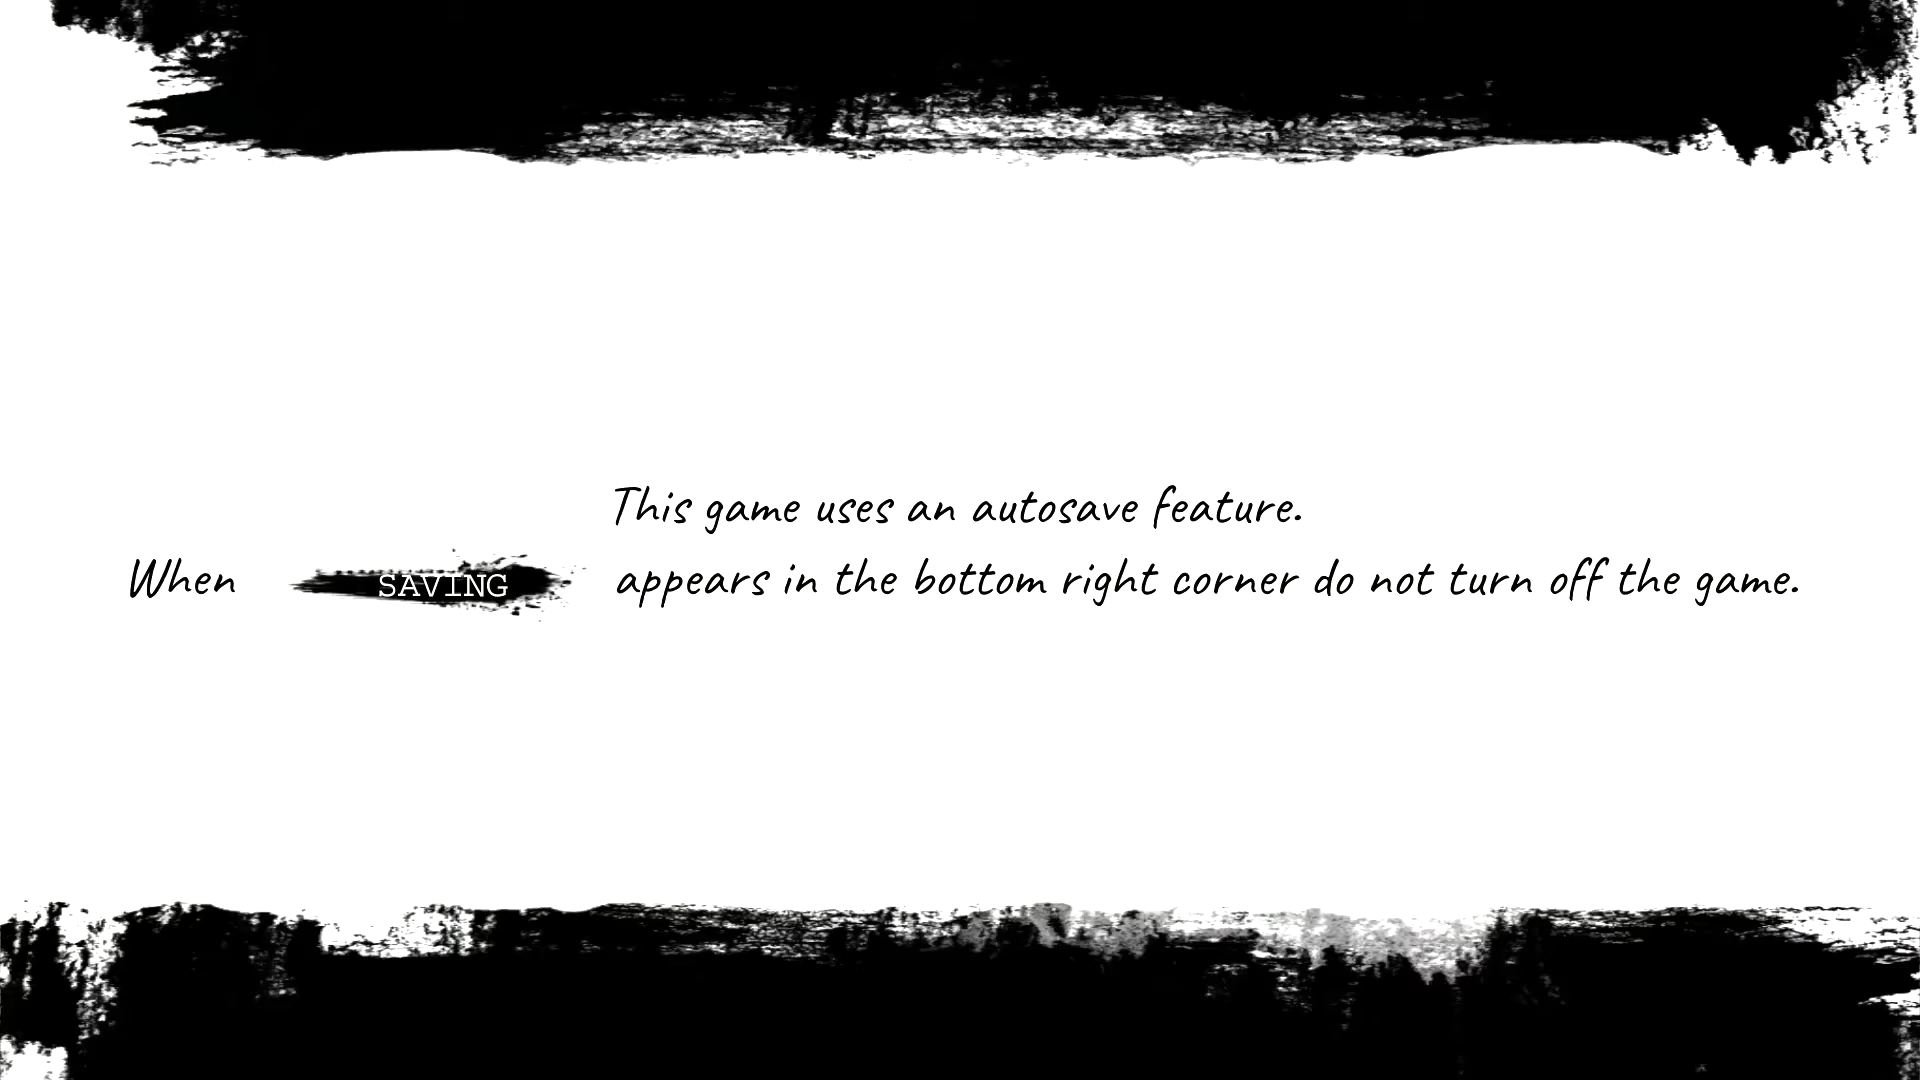 This game uses an autosave feature.
When SAVING appears in the bottom right corner do not turn off the game.